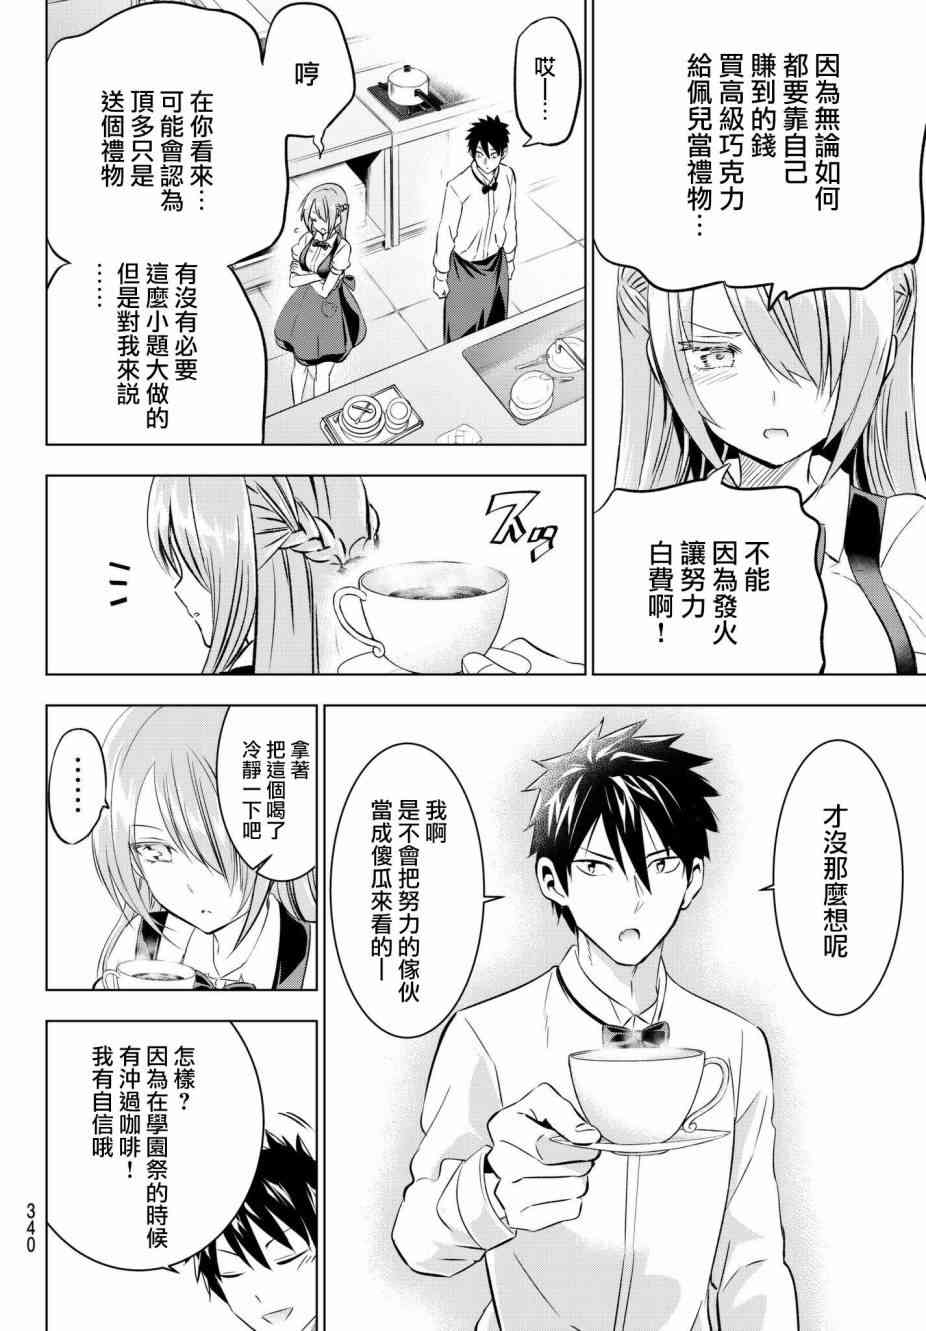 因為無論如何
都要靠自己
賺到的錢
買高級巧克力
給佩兒當禮物…
不能
因為發火
讓努力
白費啊！
哎—…
哼
在你看來…
可能會認為
頂多只是
送個禮物
有沒有必要
這麼小題大做的
但是對我來說
……
スッ
才沒那麼想呢
我啊
是不會把努力的傢伙
當成傻瓜來看的—
拿著
把這個喝了
冷靜一下吧
……
怎樣？
因為在學園祭的時候
有沖過咖啡！
我有自信哦
340